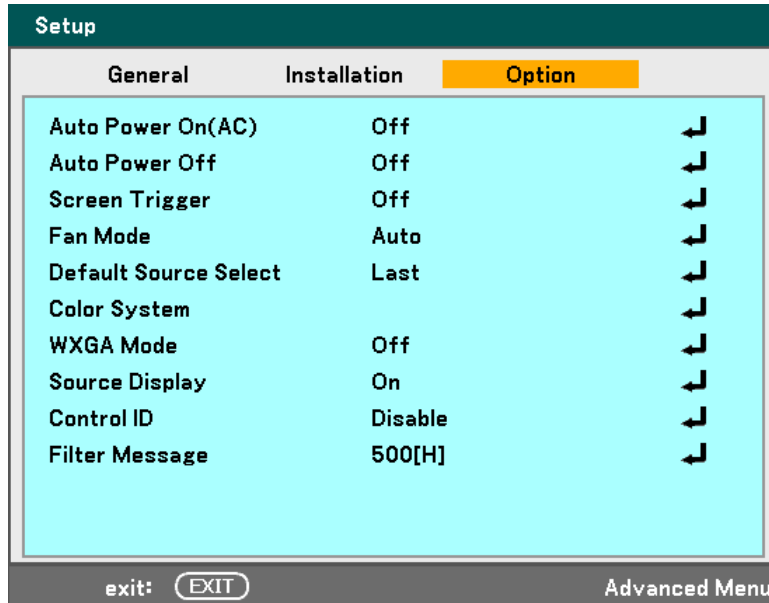 Setup
General Installation Option
Auto Power On(AC) Off
Auto Power Off Off
Screen Trigger Off
Fan Mode Auto
Default Source Select Last
Color System
WXGA Mode Off
Source Display On
Control ID Disable
Filter Message 500[H]
exit: EXIT Advanced Menu